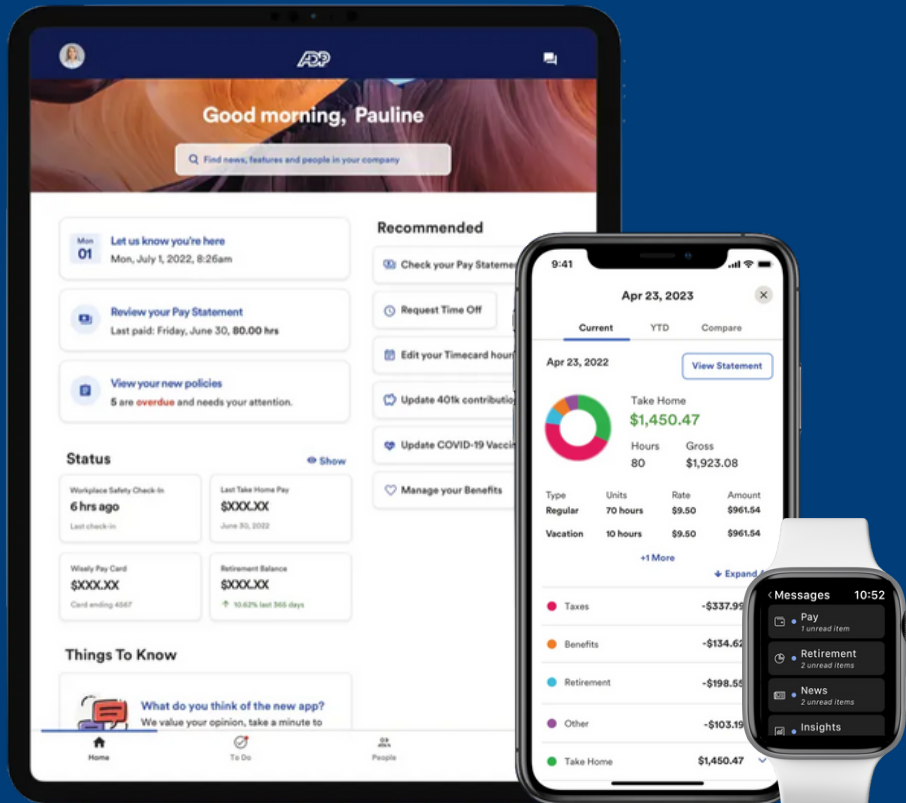 ADP
Good morning, Pauline
Find news, features and people in your company
Mon
01
Let us know you're here
Mon, July 1, 2022, 8:26am
Review your Pay Statement
Last paid: Friday, June 30, 80.00 hrs
View your new policies
5 are overdue and needs your attention.
Status
Show
Workplace Safety Check-In
6 hrs ago
Last check-in
Last Take Home Pay
$XXX.XX
June 30, 2022
Wisely Pay Card
$XXX.XX
Card ending 4567
Retirement Balance
$XXX.XX
10.62% last 365 days
Things To Know
What do you think of the new app?
We value your opinion, take a minute to
Home
To Do
People
Recommended
Check your Pay Stateme
Request Time Off
Edit your Timecard hour
Update 401k contributio
Update COVID-19 Vaccin
Manage your Benefits
9:41
Apr 23, 2023
Current YTD Compare
Apr 23, 2022
View Statement
Take Home
$1,450.47
Hours Gross
80 $1,923.08
Type Units Rate Amount
Regular 70 hours $9.50 $961.54
Vacation 10 hours $9.50 $961.54
+1 More
Expand
Taxes -$337.99
Benefits -$134.62
Retirement -$198.55
Other -$103.19
Take Home $1,450.47
Messages 10:52
Pay
1 unread item
Retirement
2 unread items
News
2 unread items
Insights